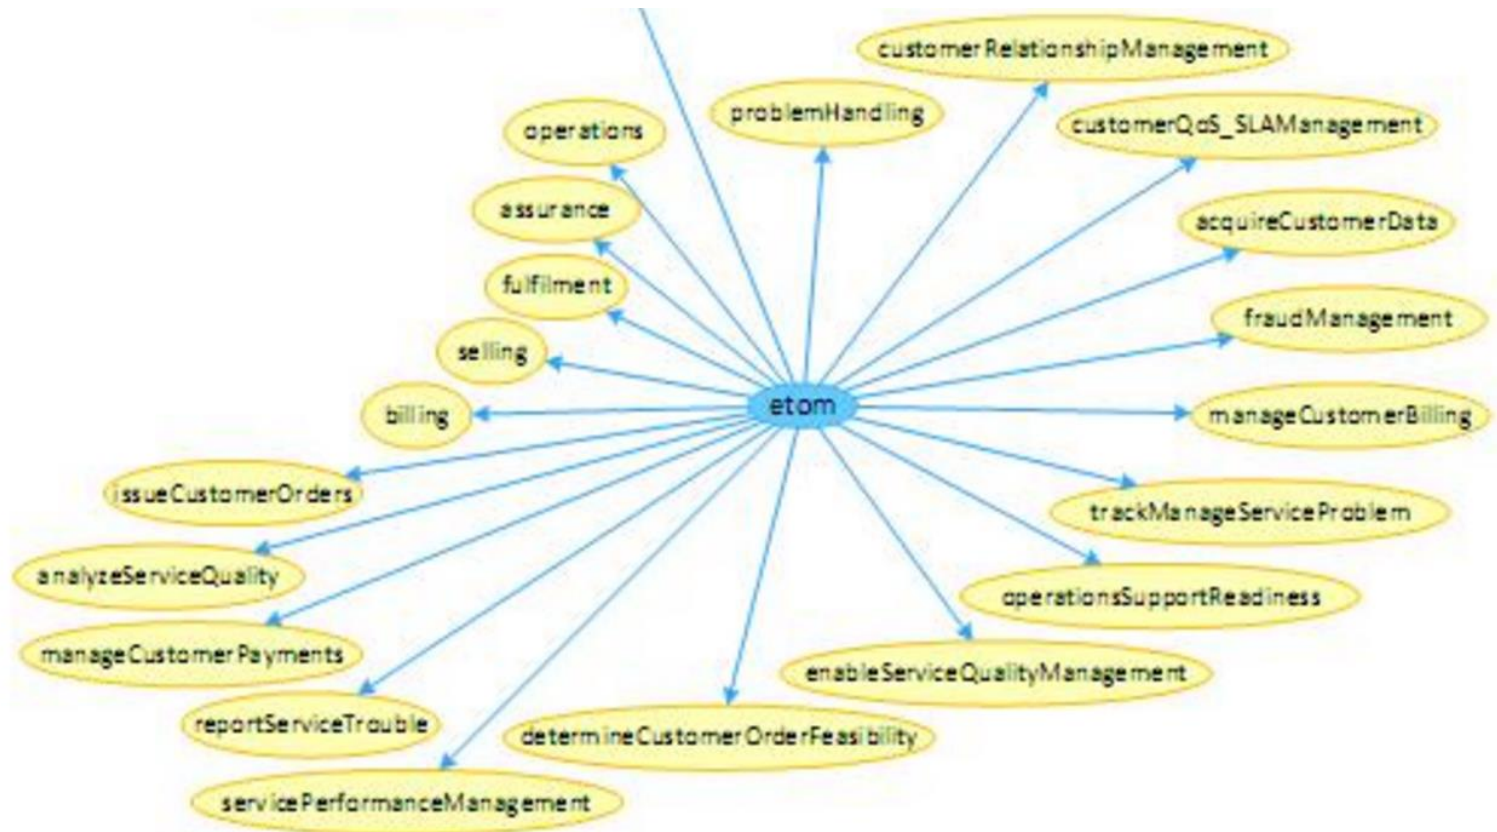 customerRelationshipManagement
problemHandling
customerQoS_SLAManagement
operations
assurance
acquireCustomerData
fulfilment
fraudManagement
selling
etom
billing
manageCustomerBilling
issueCustomerOrders
trackManageServiceProblem
analyzeServiceQuality
operationsSupportReadiness
manageCustomerPayments
enableServiceQualityManagement
reportServiceTrouble
determineCustomerOrderFeasibility
servicePerformanceManagement